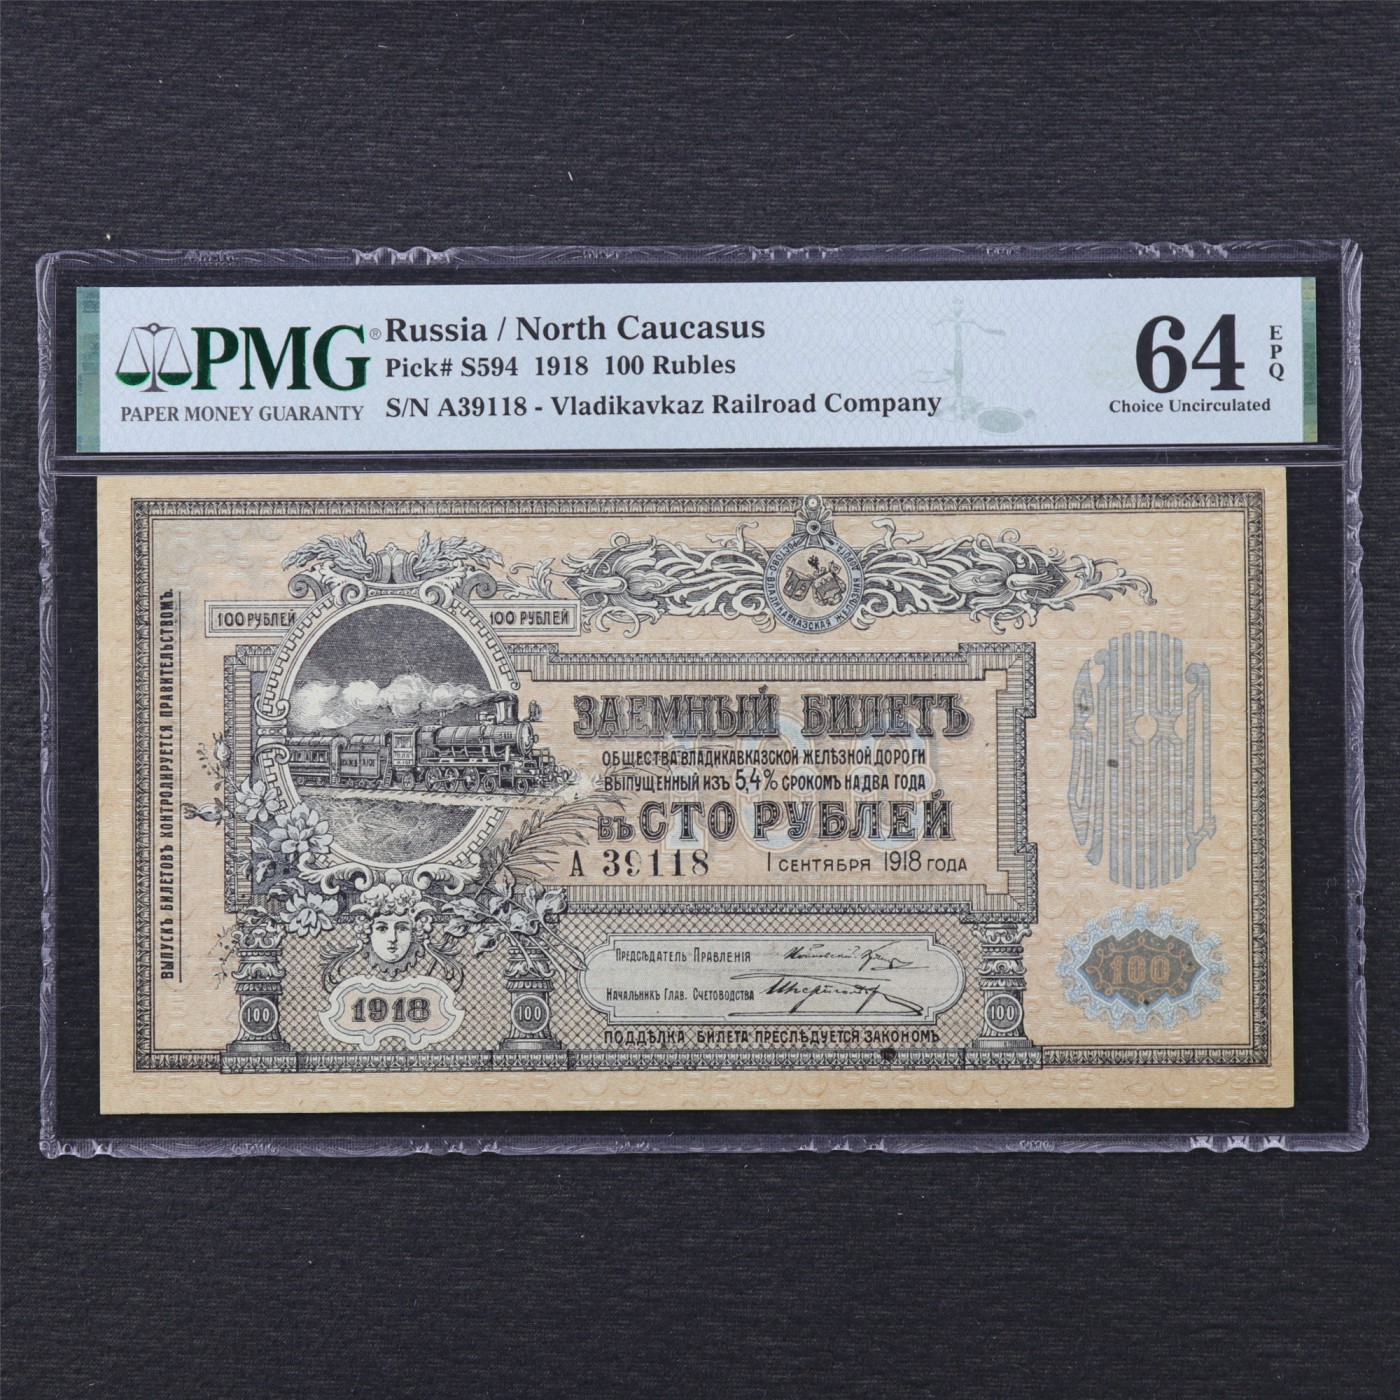 PMG®
PAPER MONEY GUARANTY
Russia / North Caucasus
Pick# S594 1918 100 Rubles
S/N A39118 - Vladikavkaz Railroad Company
64 EPQ
Choice Uncirculated
100 РУБЛЕЙ 100 РУБЛЕЙ
ВЫПУСКЪ БИЛЕТОВЪ КОНТРОЛИРУЕТСЯ ПРАВИТЕЛЬСТВОМЪ.
ЗАЕМНЫЙ БИЛЕТЪ
ОБЩЕСТВА ВЛАДИКАВКАЗСКОЙ ЖЕЛѢЗНОЙ ДОРОГИ
ВЫПУЩЕННЫЙ ИЗЪ 5,4% СРОКОМЪ НА ДВА ГОДА
100
ВЪ СТО РУБЛЕЙ
А 39118 1 СЕНТЯБРЯ 1918 ГОДА
ПРЕДСѢДАТЕЛЬ ПРАВЛЕНІЯ
НАЧАЛЬНИКЪ ГЛАВ. СЧЕТОВОДСТВА
ПОДДѢЛКА БИЛЕТА ПРЕСЛѢДУЕТСЯ ЗАКОНОМЪ
1918
100 100 100
100